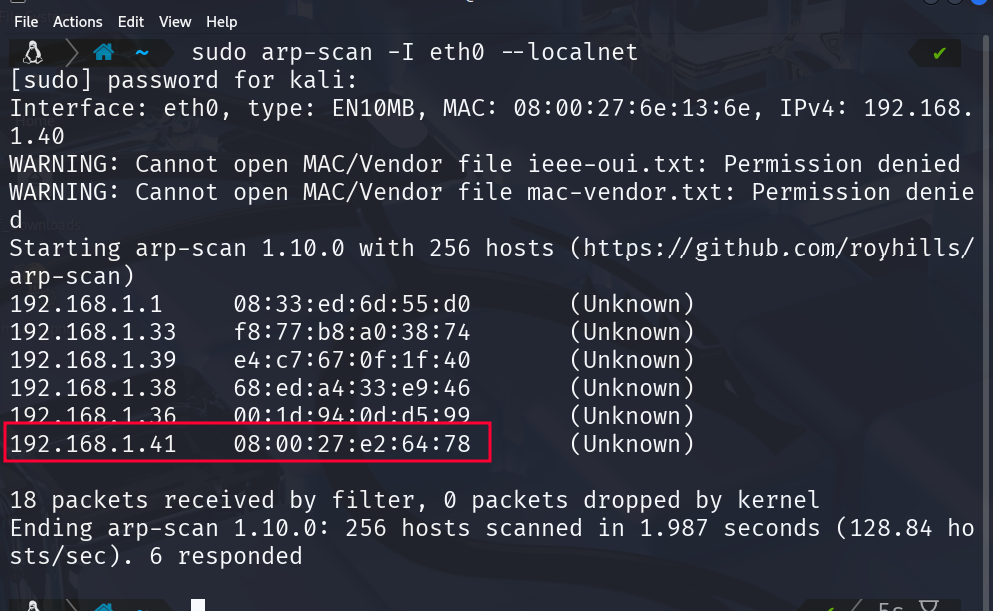 File Actions Edit View Help
~ sudo arp-scan -I eth0 --localnet ✔
[sudo] password for kali:
Interface: eth0, type: EN10MB, MAC: 08:00:27:6e:13:6e, IPv4: 192.168.
1.40
WARNING: Cannot open MAC/Vendor file ieee-oui.txt: Permission denied
WARNING: Cannot open MAC/Vendor file mac-vendor.txt: Permission denie
d
Starting arp-scan 1.10.0 with 256 hosts (https://github.com/royhills/
arp-scan)
192.168.1.1 08:33:ed:6d:55:d0 (Unknown)
192.168.1.33 f8:77:b8:a0:38:74 (Unknown)
192.168.1.39 e4:c7:67:0f:1f:40 (Unknown)
192.168.1.38 68:ed:a4:33:e9:46 (Unknown)
192.168.1.36 00:1d:94:0d:d5:99 (Unknown)
192.168.1.41 08:00:27:e2:64:78 (Unknown)
18 packets received by filter, 0 packets dropped by kernel
Ending arp-scan 1.10.0: 256 hosts scanned in 1.987 seconds (128.84 ho
sts/sec). 6 responded